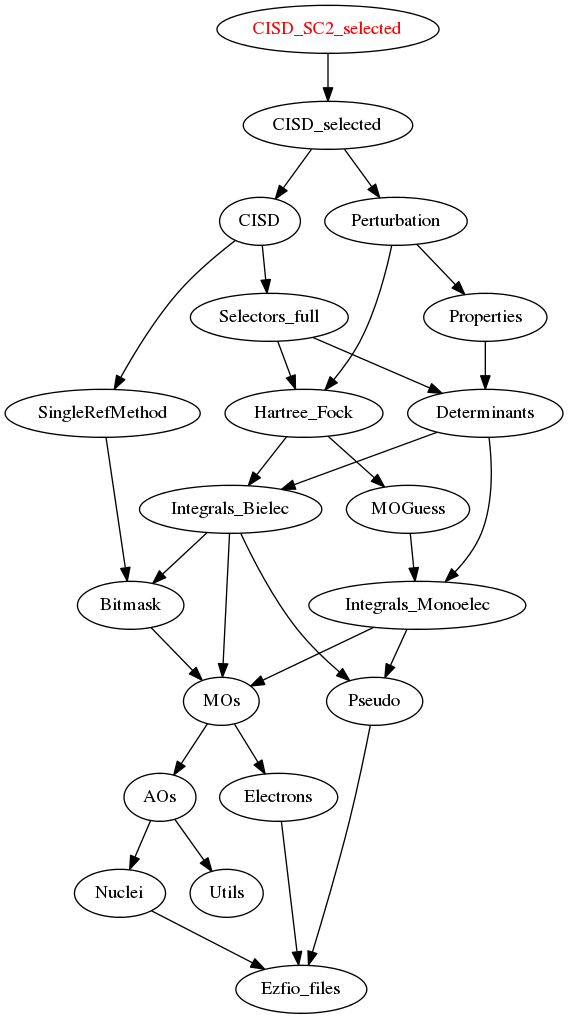 CISD_SC2_selected
CISD_selected
CISD
Perturbation
Selectors_full
Properties
SingleRefMethod
Hartree_Fock
Determinants
Integrals_Bielec
MOGuess
Bitmask
Integrals_Monoelec
MOs
Pseudo
AOs
Electrons
Nuclei
Utils
Ezfio_files